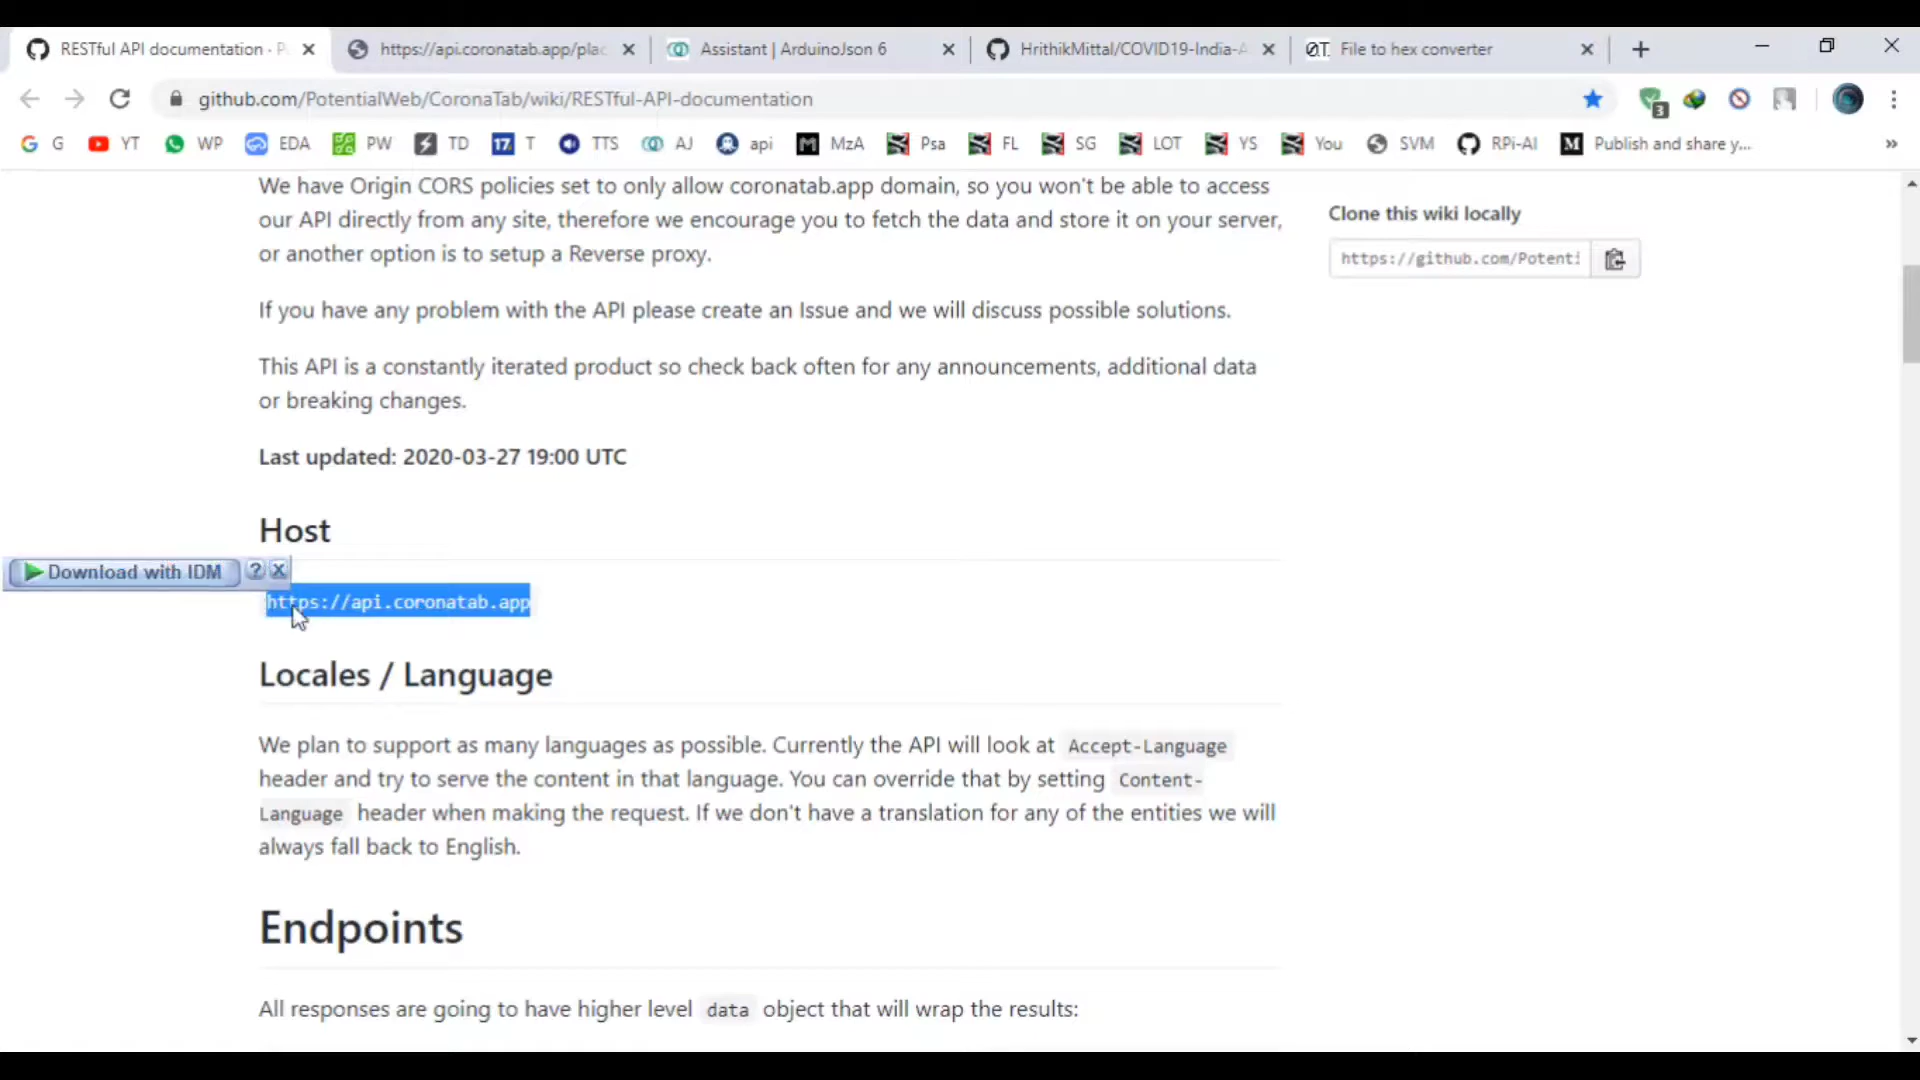 RESTful API documentation · P
https://api.coronatab.app/plac
Assistant | ArduinoJson 6
HrithikMittal/COVID19-India-A
File to hex converter
github.com/PotentialWeb/CoronaTab/wiki/RESTful-API-documentation
3
G G YT WP EDA PW TD 17 T TTS AJ api MzA Psa FL SG LOT YS You SVM RPi-AI Publish and share y... »
We have Origin CORS policies set to only allow coronatab.app domain, so you won't be able to access
our API directly from any site, therefore we encourage you to fetch the data and store it on your server,
or another option is to setup a Reverse proxy.
Clone this wiki locally
https://github.com/Potenti
If you have any problem with the API please create an Issue and we will discuss possible solutions.
This API is a constantly iterated product so check back often for any announcements, additional data
or breaking changes.
Last updated: 2020-03-27 19:00 UTC
Host
Download with IDM ? X
https://api.coronatab.app
Locales / Language
We plan to support as many languages as possible. Currently the API will look at Accept-Language
header and try to serve the content in that language. You can override that by setting Content-
Language header when making the request. If we don't have a translation for any of the entities we will
always fall back to English.
Endpoints
All responses are going to have higher level data object that will wrap the results: